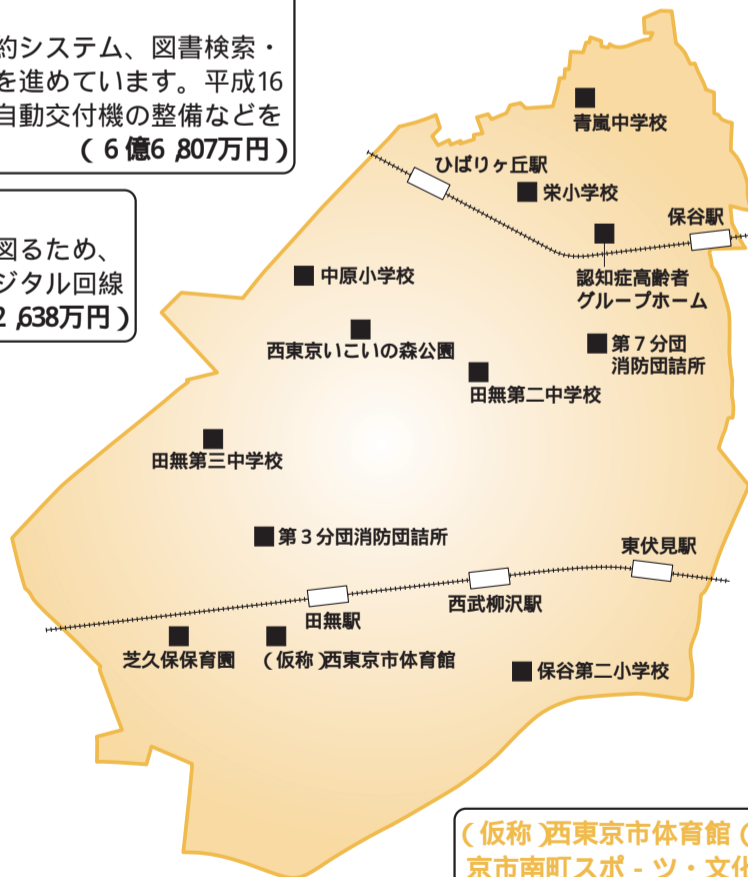 約システム、図書検索・
を進めています。平成16
自動交付機の整備などを
(6億6,807万円)
図るため、
ジタル回線
2,638万円)
青嵐中学校
ひばりヶ丘駅
栄小学校
保谷駅
認知症高齢者
グループホーム
中原小学校
西東京いこいの森公園
第7分団
消防団詰所
田無第二中学校
田無第三中学校
第3分団消防団詰所
東伏見駅
西武柳沢駅
田無駅
芝久保保育園
(仮称)西東京市体育館
保谷第二小学校
(仮称)西東京市体育館(
京市南町スポ-ツ・文化